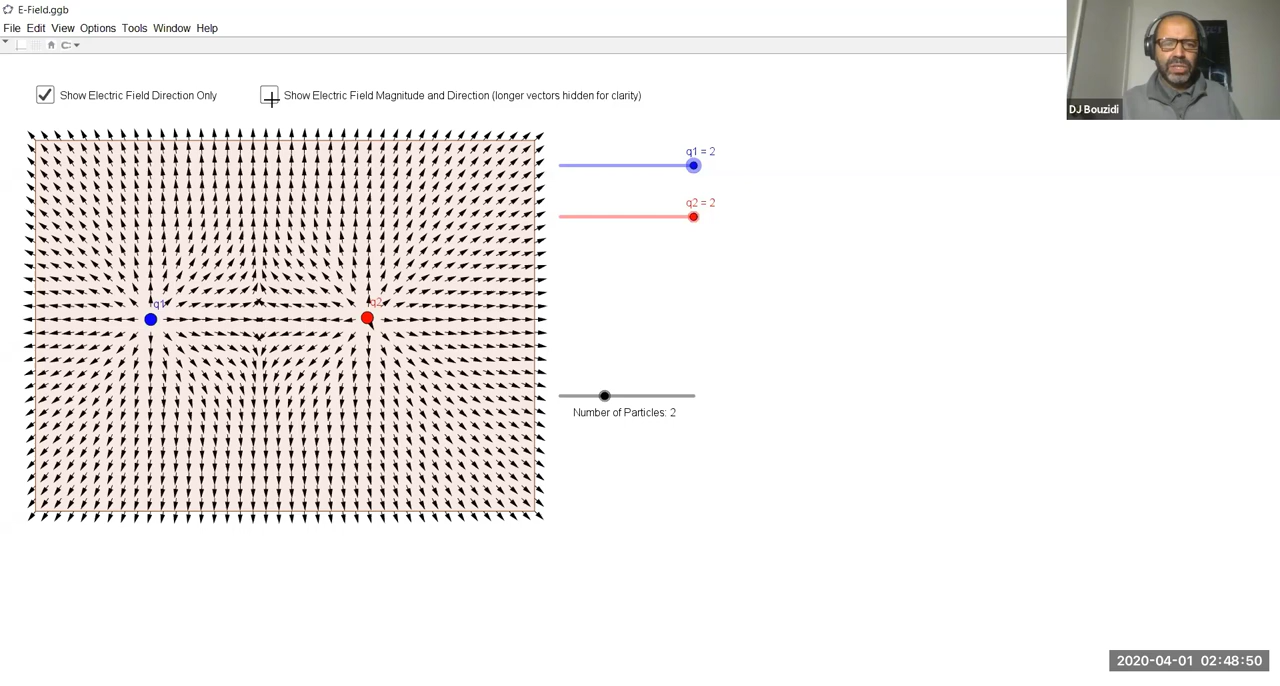 E-Field.ggb
File Edit View Options Tools Window Help
Show Electric Field Direction Only
Show Electric Field Magnitude and Direction (longer vectors hidden for clarity)
DJ Bouzidi
q1 = 2
q2 = 2
q1
q2
Number of Particles: 2
2020-04-01 02:48:50